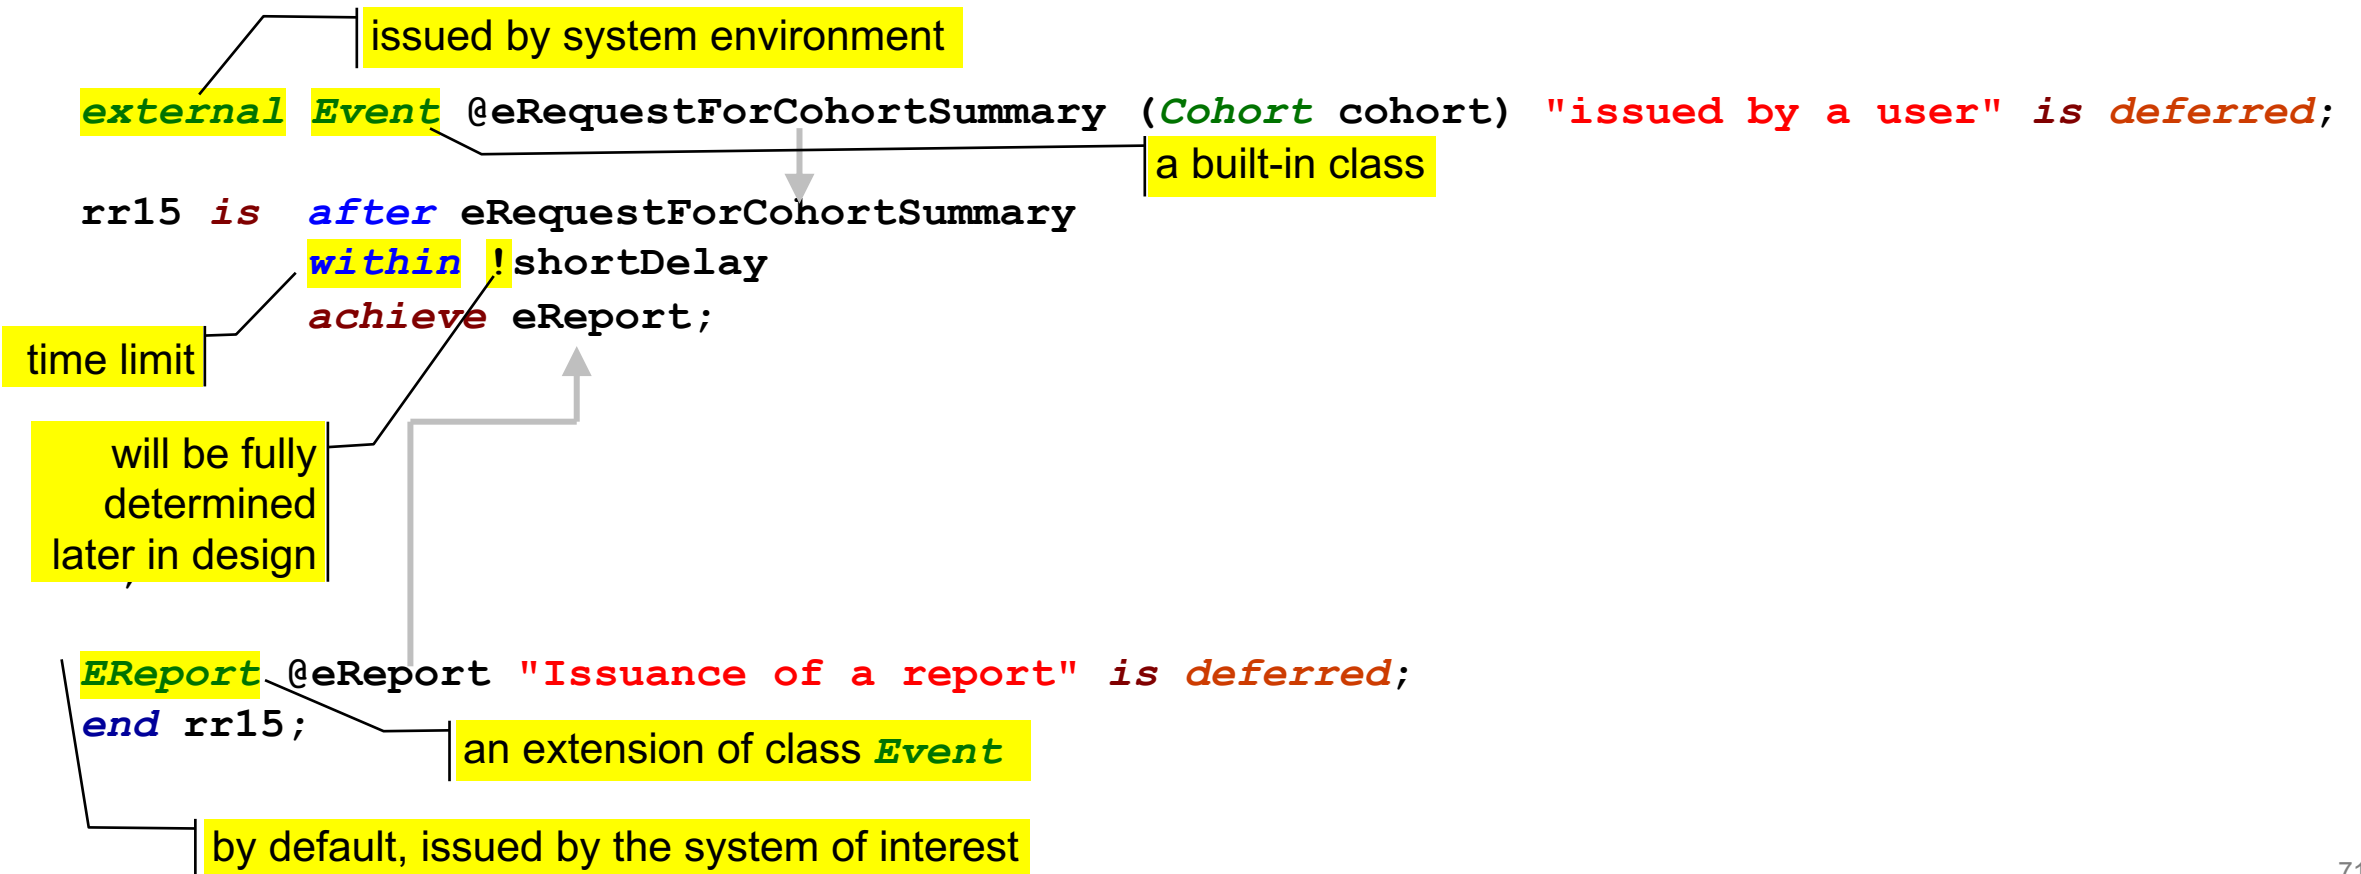 issued by system environment
external Event @eRequestForCohortSummary (Cohort cohort) "issued by a user" is deferred;
a built-in class
rr15 is after eRequestForCohortSummary
within !shortDelay
achieve eReport;
time limit
will be fully
determined
later in design
EReport @eReport "Issuance of a report" is deferred;
end rr15;
an extension of class Event
by default, issued by the system of interest